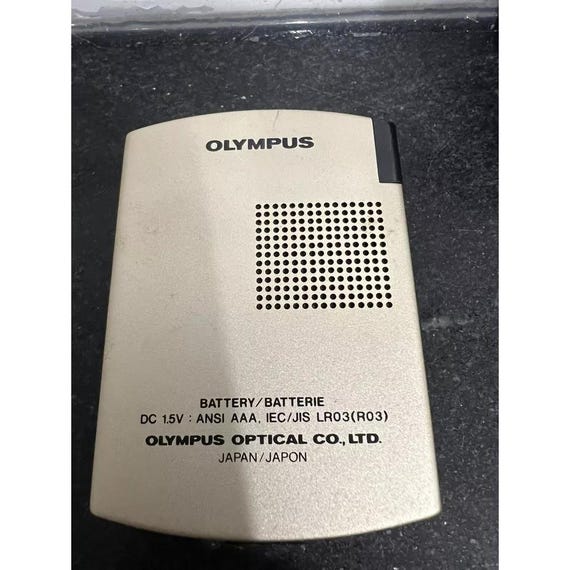 OLYMPUS
BATTERY/BATTERIE
DC 1.5V : ANSI AAA, IEC/JIS LR03(R03)
OLYMPUS OPTICAL CO., LTD.
JAPAN/JAPON